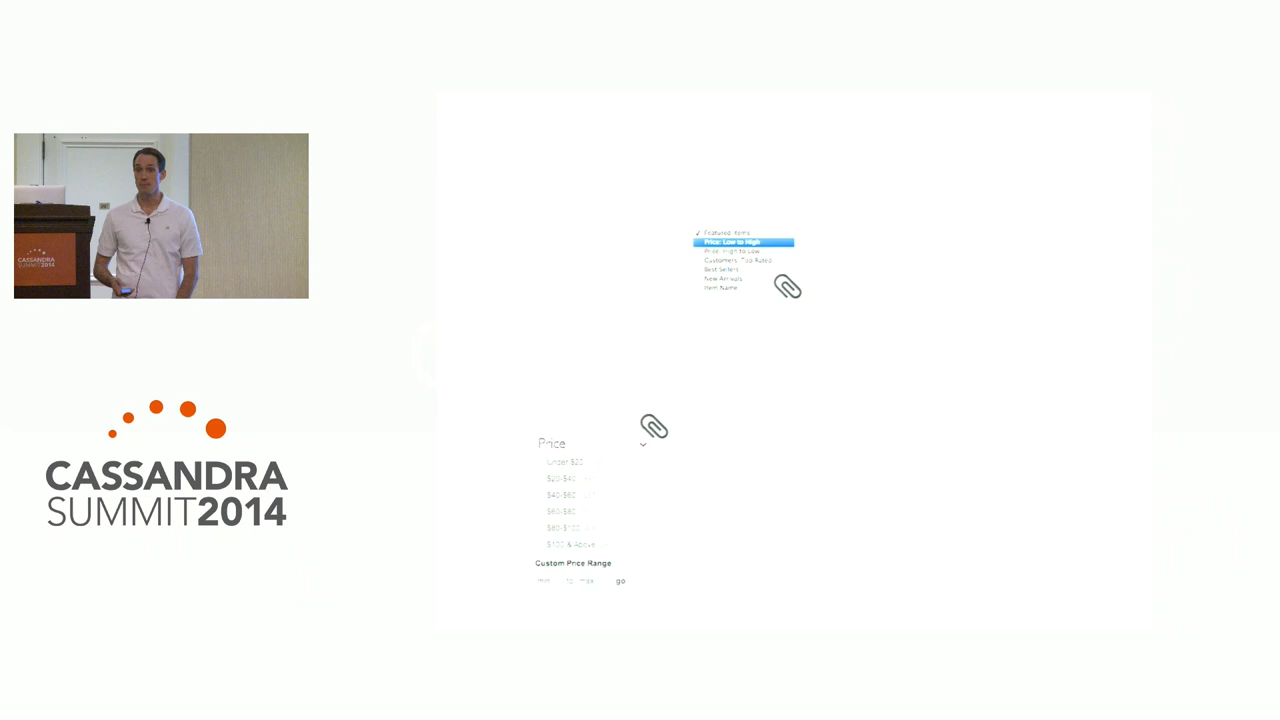 CASSANDRA
SUMMIT2014
CASSANDRA
SUMMIT2014
✓ Featured Items
Price: Low to High
Price: High to Low
Customers' Top Rated
Best Sellers
New Arrivals
Item Name
Price
Under $20
$20-$40
$40-$60
$60-$80
$80-$100
$100 & Above
Custom Price Range
min to max go